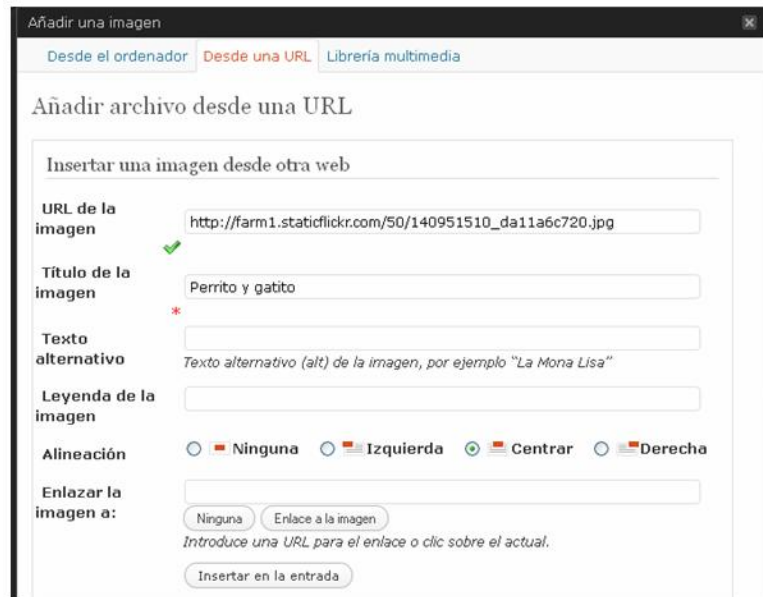 Añadir una imagen
Desde el ordenador Desde una URL Librería multimedia
Añadir archivo desde una URL
Insertar una imagen desde otra web
URL de la imagen http://farm1.staticflickr.com/50/140951510_da11a6c720.jpg
Título de la imagen Perrito y gatito
*
Texto alternativo
Texto alternativo (alt) de la imagen, por ejemplo "La Mona Lisa"
Leyenda de la imagen
Alineación Ninguna Izquierda Centrar Derecha
Enlazar la imagen a:
Ninguna Enlace a la imagen
Introduce una URL para el enlace o clic sobre el actual.
Insertar en la entrada